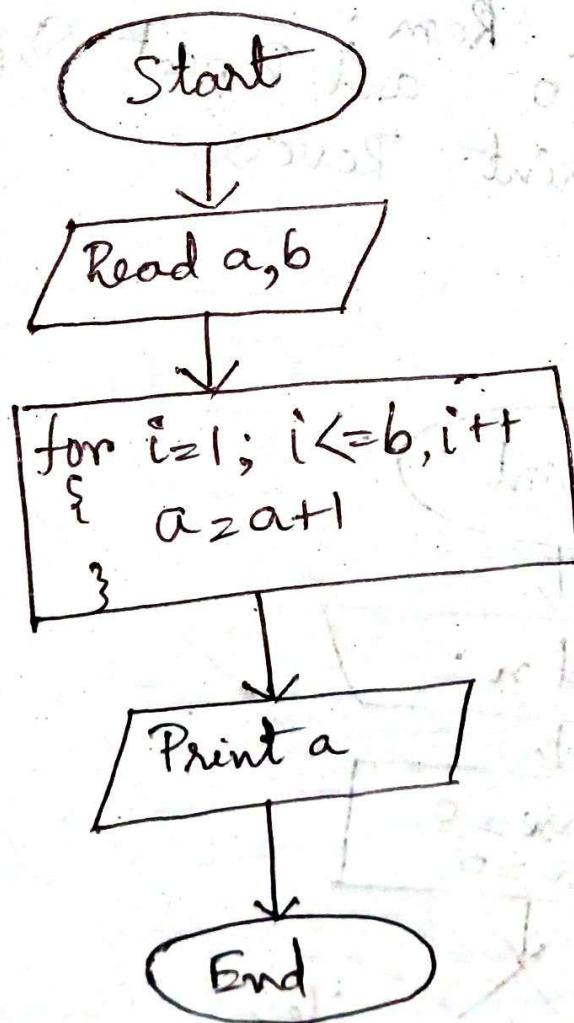 Start
Read a,b
for i=1; i<=b, i++
{
a=a+1
}
Print a
End